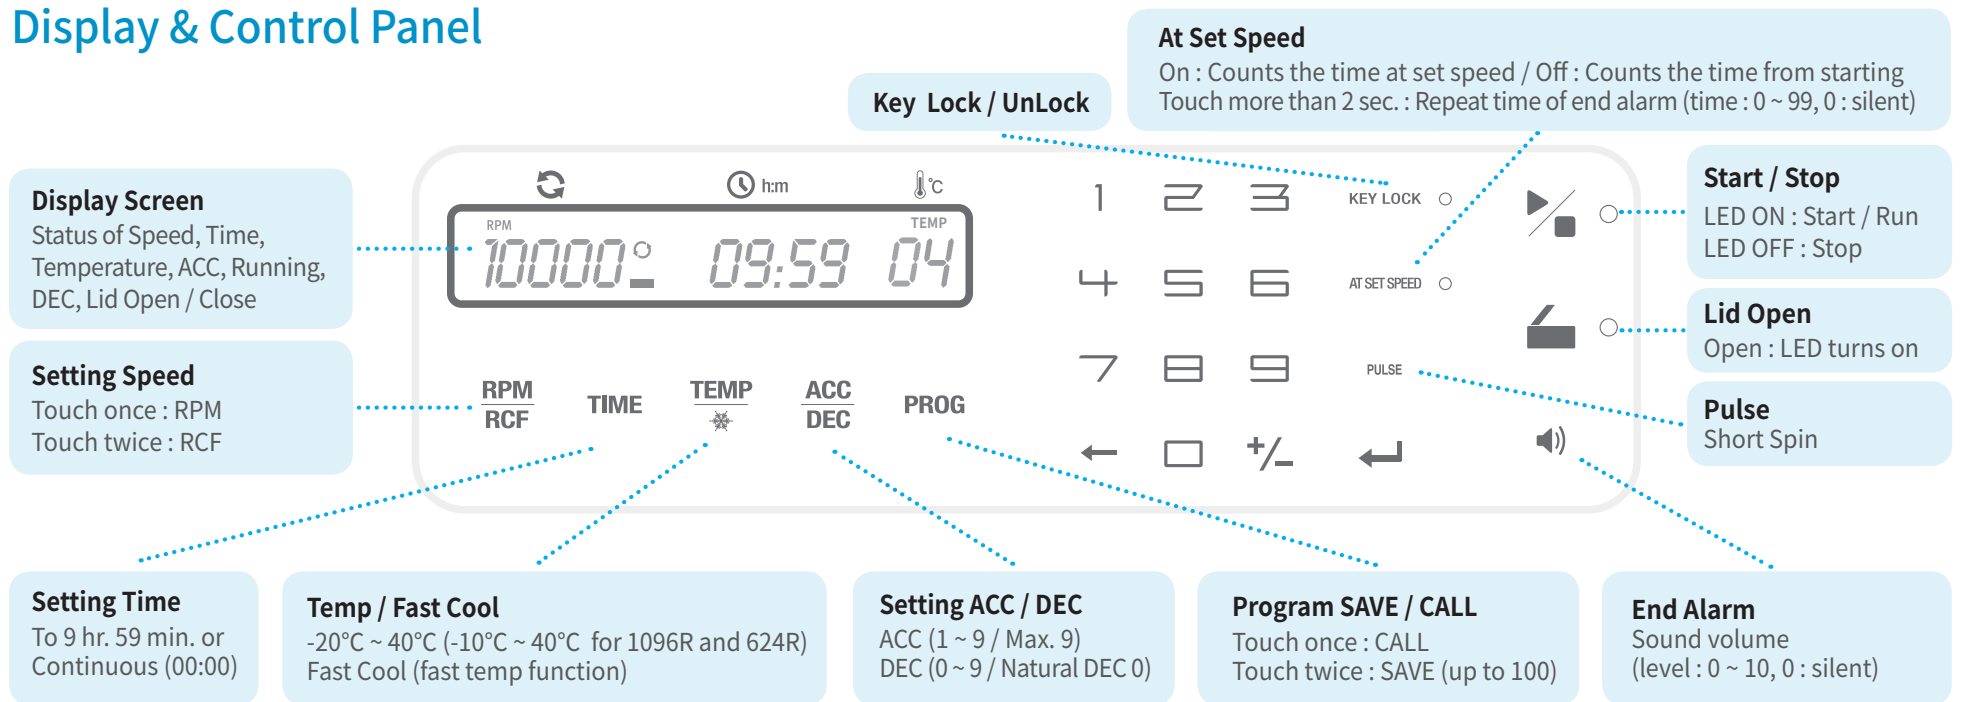 Display & Control Panel
At Set Speed
On : Counts the time at set speed / Off : Counts the time from starting
Touch more than 2 sec. : Repeat time of end alarm (time : 0 ~ 99, 0 : silent)
Key Lock / UnLock
Display Screen
Status of Speed, Time,
Temperature, ACC, Running,
DEC, Lid Open / Close
Setting Speed
Touch once : RPM
Touch twice : RCF
h:m
°C
RPM
TEMP
10000
09:59
04
RPM
RCF
TIME
TEMP
ACC
DEC
PROG
1 2 3
KEY LOCK
4 5 6
AT SET SPEED
7 8 9
PULSE
← 0 +/-
Start / Stop
LED ON : Start / Run
LED OFF : Stop
Lid Open
Open : LED turns on
Pulse
Short Spin
Setting Time
To 9 hr. 59 min. or
Continuous (00:00)
Temp / Fast Cool
-20°C ~ 40°C (-10°C ~ 40°C for 1096R and 624R)
Fast Cool (fast temp function)
Setting ACC / DEC
ACC (1 ~ 9 / Max. 9)
DEC (0 ~ 9 / Natural DEC 0)
Program SAVE / CALL
Touch once : CALL
Touch twice : SAVE (up to 100)
End Alarm
Sound volume
(level : 0 ~ 10, 0 : silent)